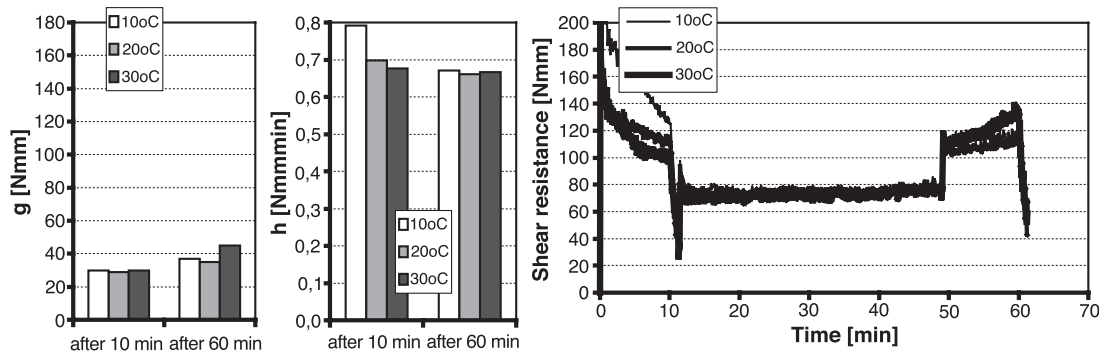 180
160
140
120
100
80
60
40
20
0
g [Nmm]
10oC
20oC
30oC
after 10 min after 60 min
0,8
0,7
0,6
0,5
0,4
0,3
0,2
0,1
0,0
h [Nmmmin]
10oC
20oC
30oC
after 10 min after 60 min
200
180
160
140
120
100
80
60
40
20
0
Shear resistance [Nmm]
10oC
20oC
30oC
0 10 20 30 40 50 60 70
Time [min]